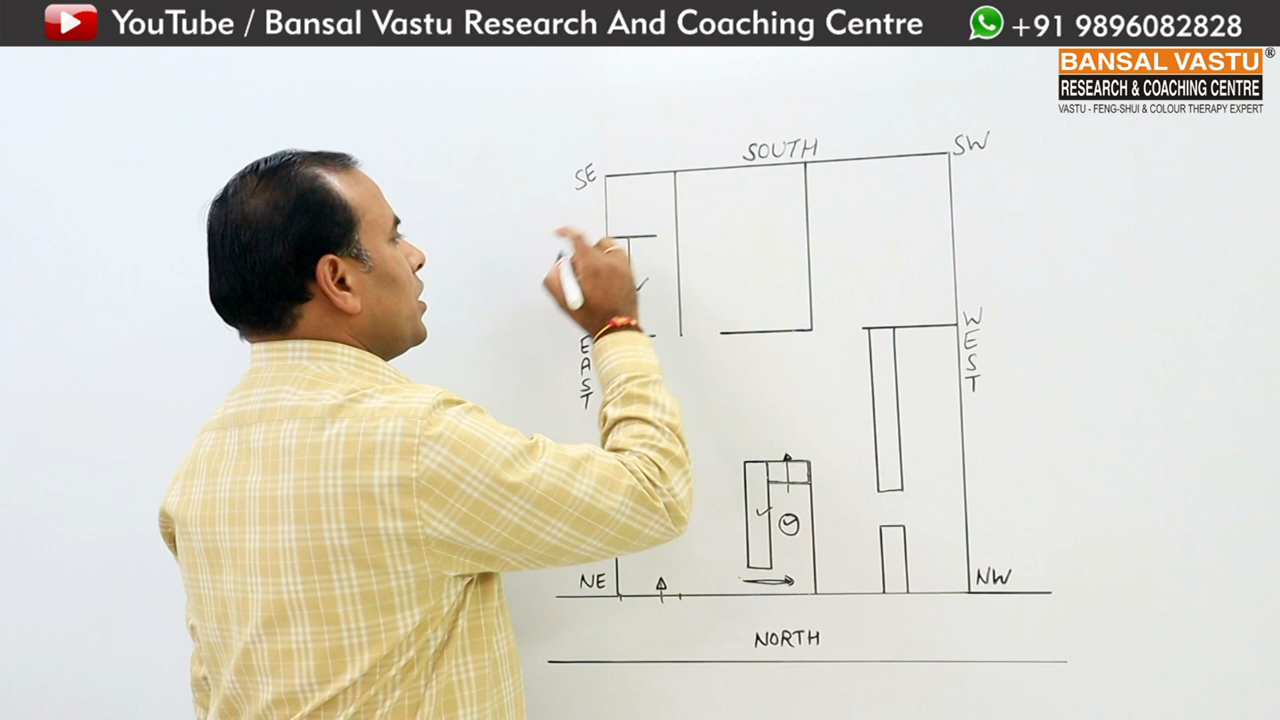 YouTube / Bansal Vastu Research And Coaching Centre
+91 9896082828
BANSAL VASTU®
RESEARCH & COACHING CENTRE
VASTU - FENG-SHUI & COLOUR THERAPY EXPERT
SE
SOUTH
SW
EAST
WEST
NE
NW
NORTH